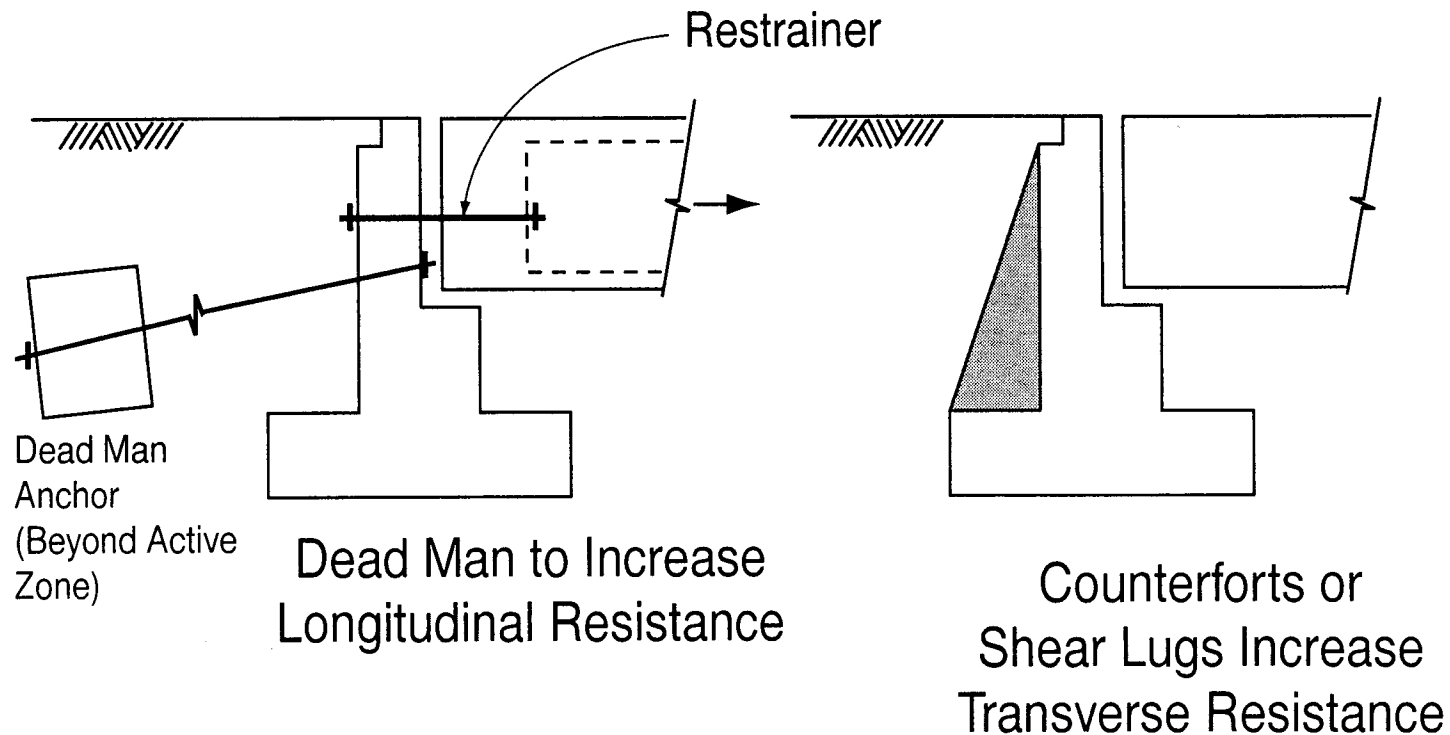 Restrainer
Dead Man
Anchor
(Beyond Active
Zone)
Dead Man to Increase
Longitudinal Resistance
Counterforts or
Shear Lugs Increase
Transverse Resistance